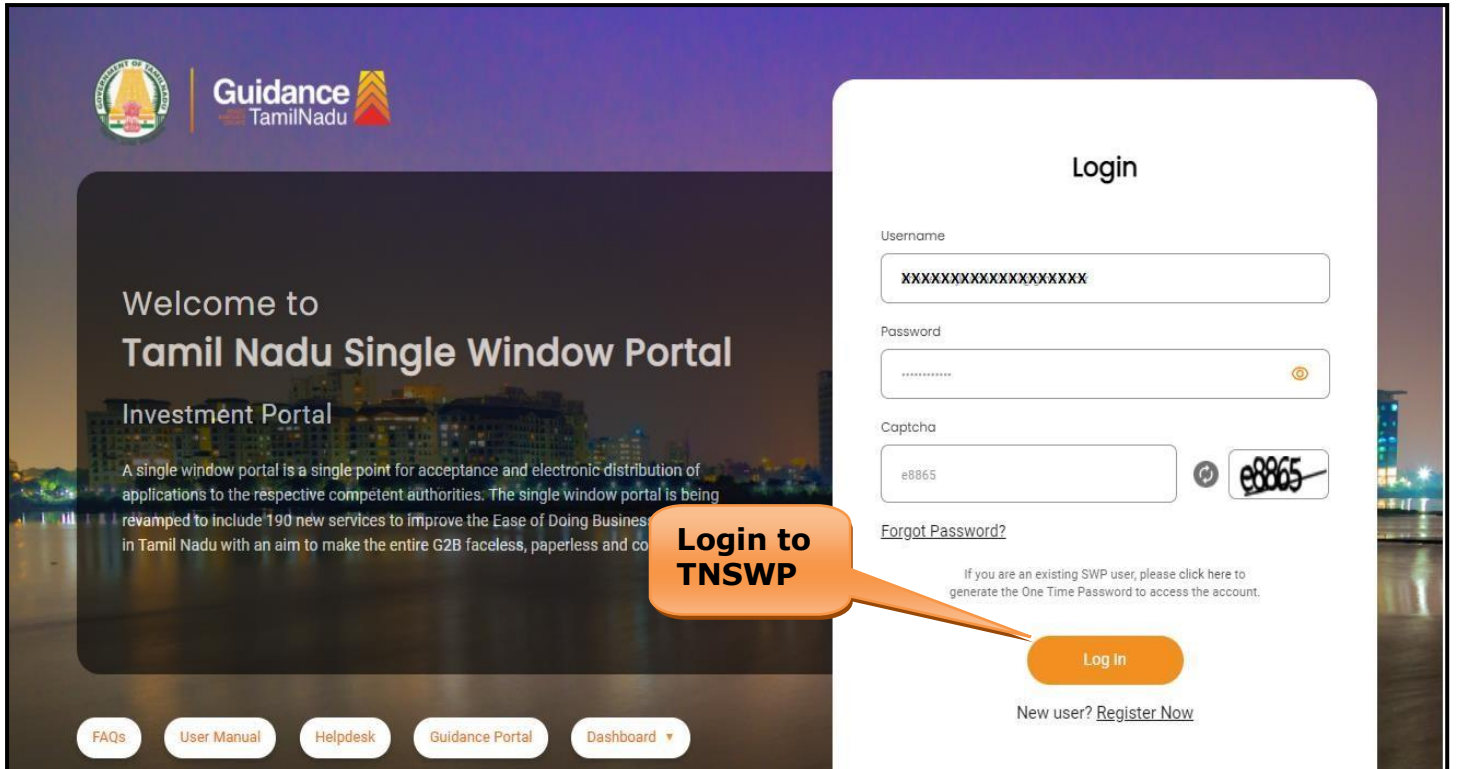 GOVERNMENT OF TAMILNADU
Guidance
TamilNadu
Login
Username
XXXXXXXXXXXXXXXXXXX
Password
············
Captcha
e8865
e8865
Forgot Password?
If you are an existing SWP user, please click here to
generate the One Time Password to access the account.
Log In
New user? Register Now
Welcome to
Tamil Nadu Single Window Portal
Investment Portal
A single window portal is a single point for acceptance and electronic distribution of
applications to the respective competent authorities. The single window portal is being
revamped to include 190 new services to improve the Ease of Doing Business
in Tamil Nadu with an aim to make the entire G2B faceless, paperless and
Login to
TNSWP
FAQs
User Manual
Helpdesk
Guidance Portal
Dashboard ▼